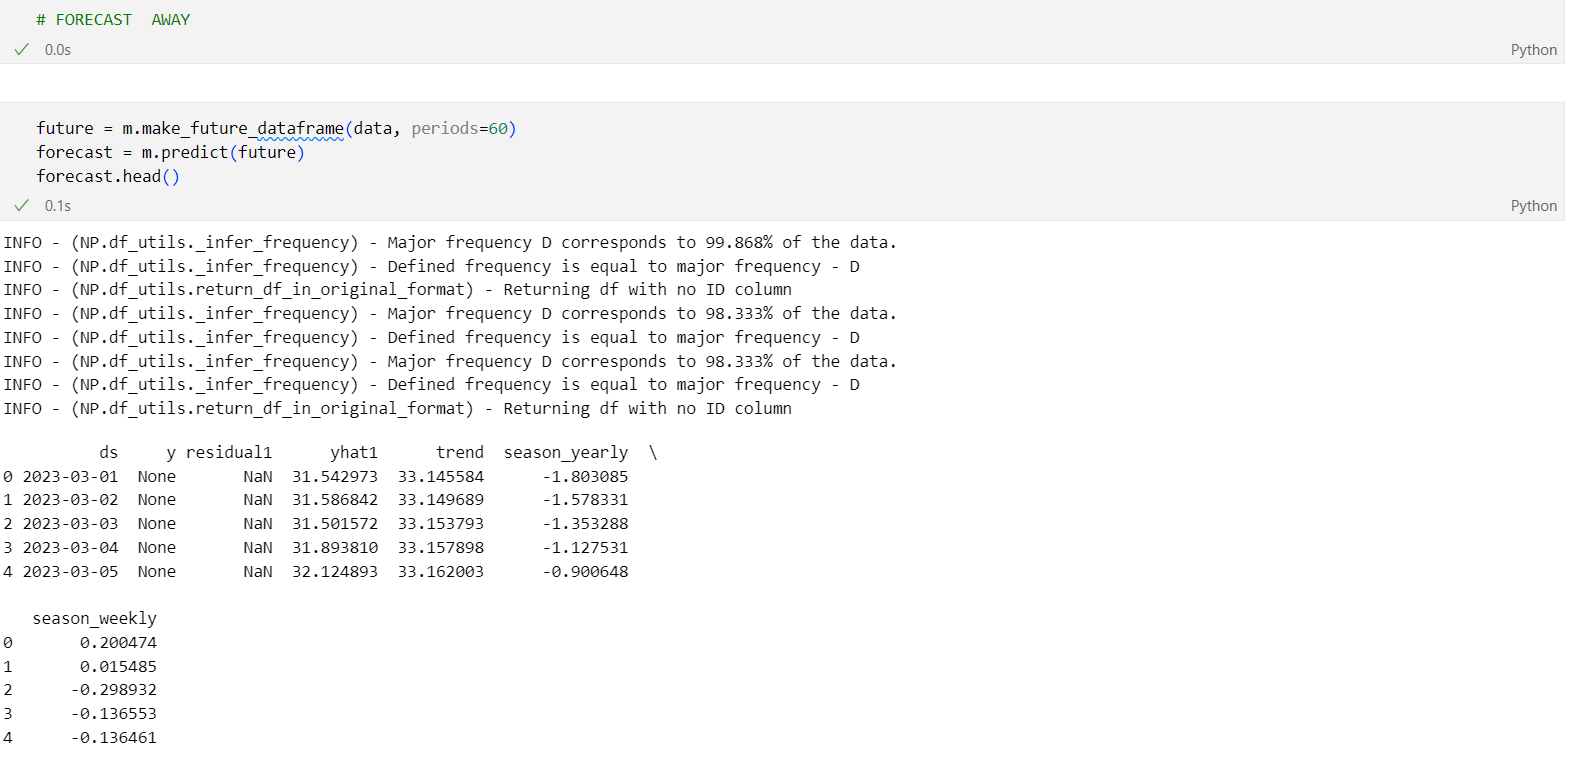 # FORECAST  AWAY
0.0s
Python
future = m.make_future_dataframe(data, periods=60)
forecast = m.predict(future)
forecast.head()
0.1s
Python
INFO - (NP.df_utils._infer_frequency) - Major frequency D corresponds to 99.868% of the data.
INFO - (NP.df_utils._infer_frequency) - Defined frequency is equal to major frequency - D
INFO - (NP.df_utils.return_df_in_original_format) - Returning df with no ID column
INFO - (NP.df_utils._infer_frequency) - Major frequency D corresponds to 98.333% of the data.
INFO - (NP.df_utils._infer_frequency) - Defined frequency is equal to major frequency - D
INFO - (NP.df_utils._infer_frequency) - Major frequency D corresponds to 98.333% of the data.
INFO - (NP.df_utils._infer_frequency) - Defined frequency is equal to major frequency - D
INFO - (NP.df_utils.return_df_in_original_format) - Returning df with no ID column
ds     y residual1      yhat1      trend  season_yearly  \
0 2023-03-01  None       NaN  31.542973  33.145584      -1.803085
1 2023-03-02  None       NaN  31.586842  33.149689      -1.578331
2 2023-03-03  None       NaN  31.501572  33.153793      -1.353288
3 2023-03-04  None       NaN  31.893810  33.157898      -1.127531
4 2023-03-05  None       NaN  32.124893  33.162003      -0.900648
season_weekly
0       0.200474
1       0.015485
2      -0.298932
3      -0.136553
4      -0.136461